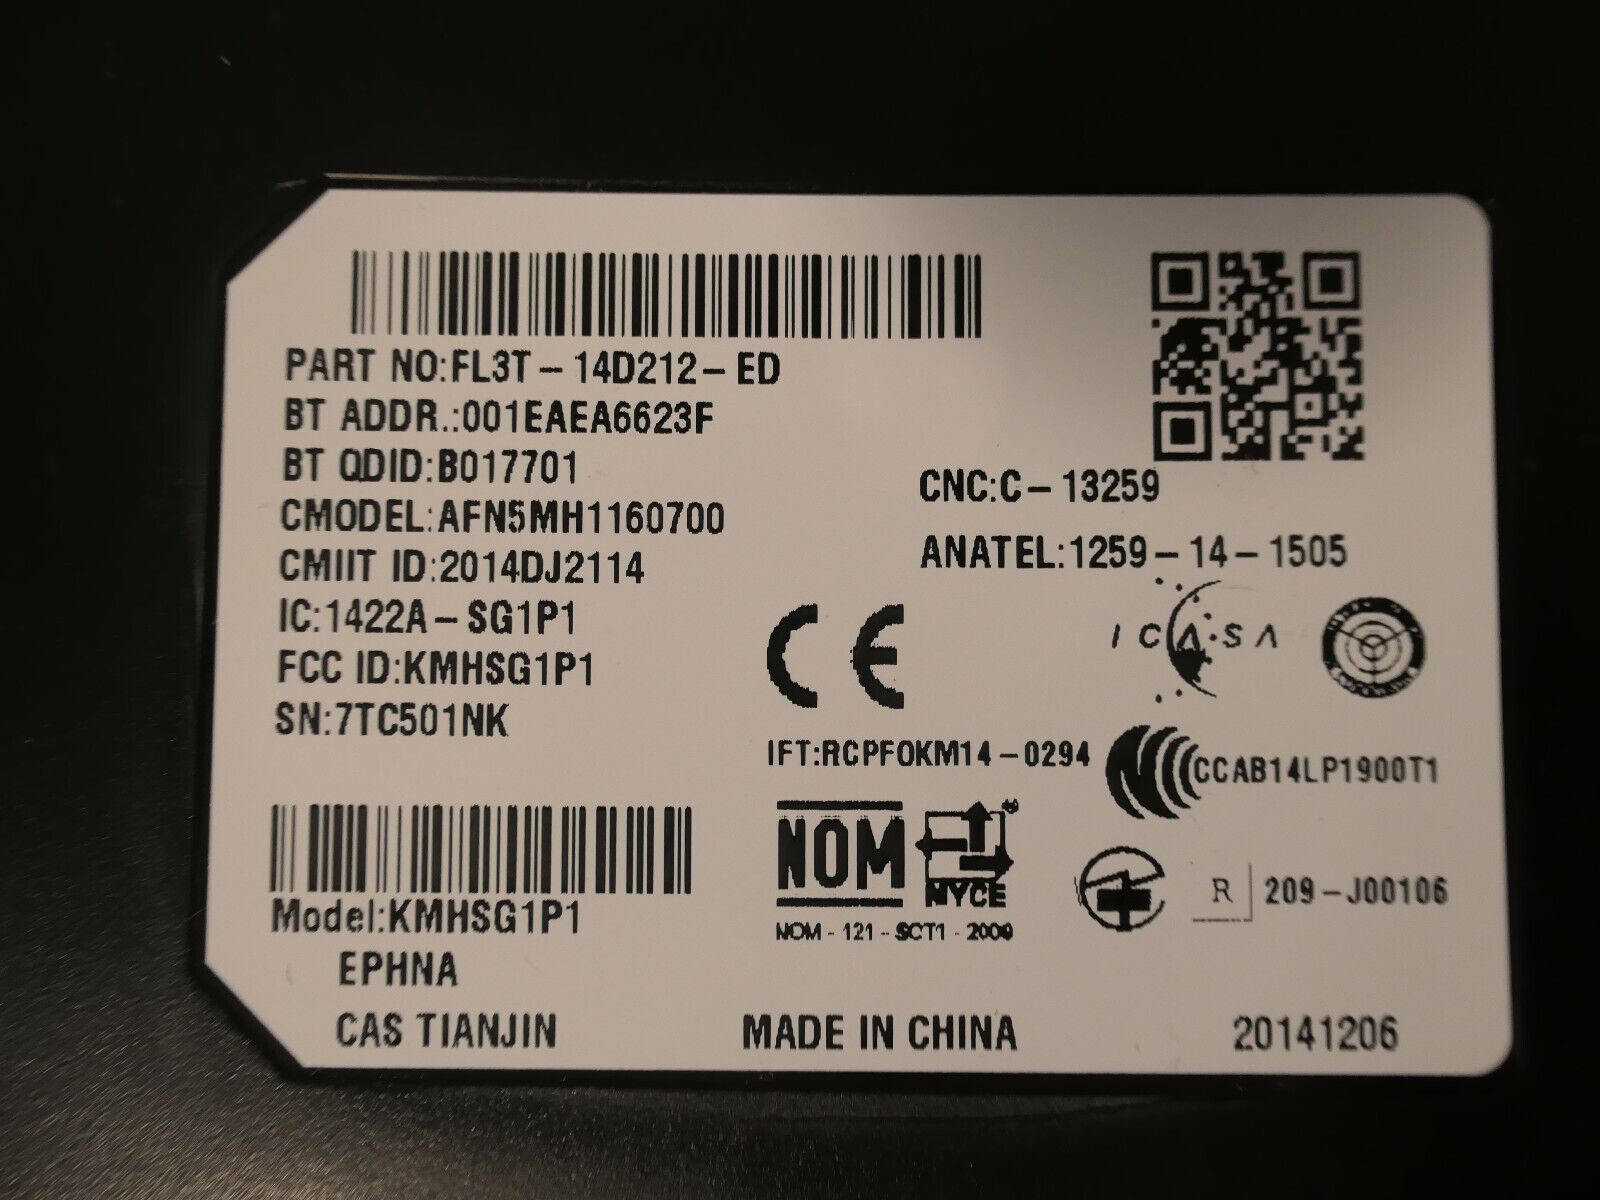 PART NO:FL3T-14D212-ED
BT ADDR.:001EAEA6623F
BT QDID:B017701
CMODEL:AFN5MH1160700
CMIIT ID:2014DJ2114
IC:1422A-SG1P1
FCC ID:KMHSG1P1
SN:7TC501NK
CNC:C-13259
ANATEL:1259-14-1505
CE
ICASA
IFT:RCPFOKM14-0294
CCAB14LP1900T1
NOM
NYCE
NOM-121-SCT1-2009
R 209-J00106
Model:KMHSG1P1
EPHNA
CAS TIANJIN
MADE IN CHINA
20141206